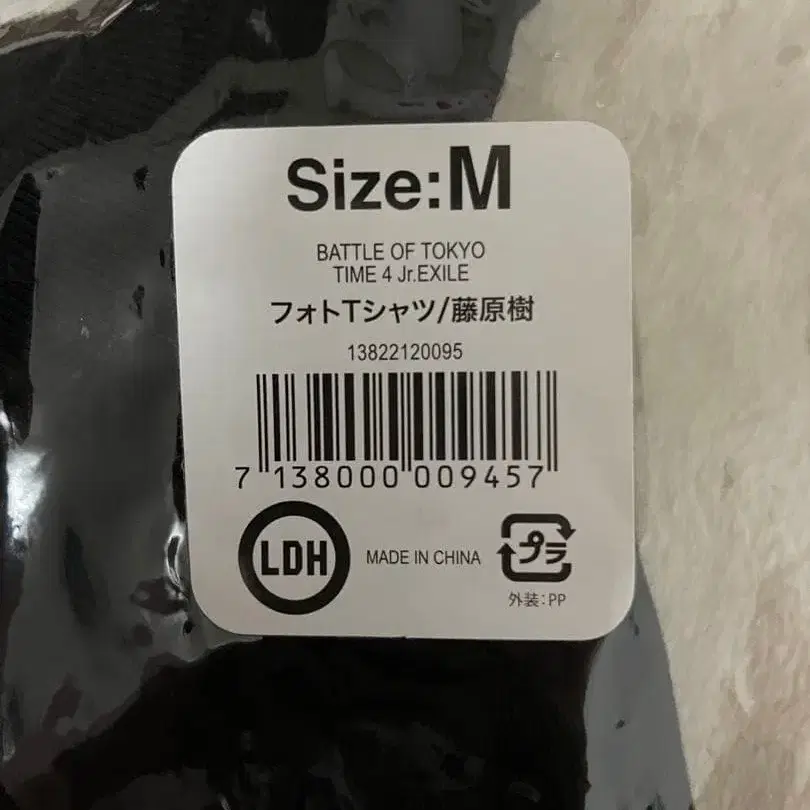 Size:M
BATTLE OF TOKYO
TIME 4 Jr.EXILE
フォトTシャツ/藤原樹
13822120095
7 138000 009457
LDH
MADE IN CHINA
プラ
外装:PP